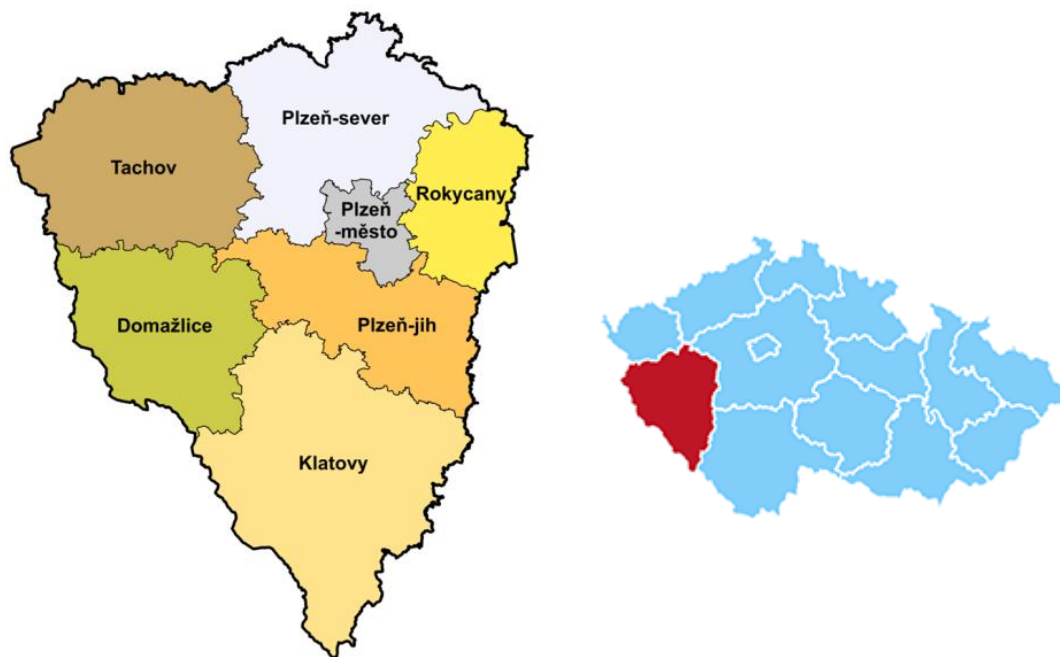 Plzeň-sever
Tachov
Rokycany
Plzeň
-město
Domažlice
Plzeň-jih
Klatovy